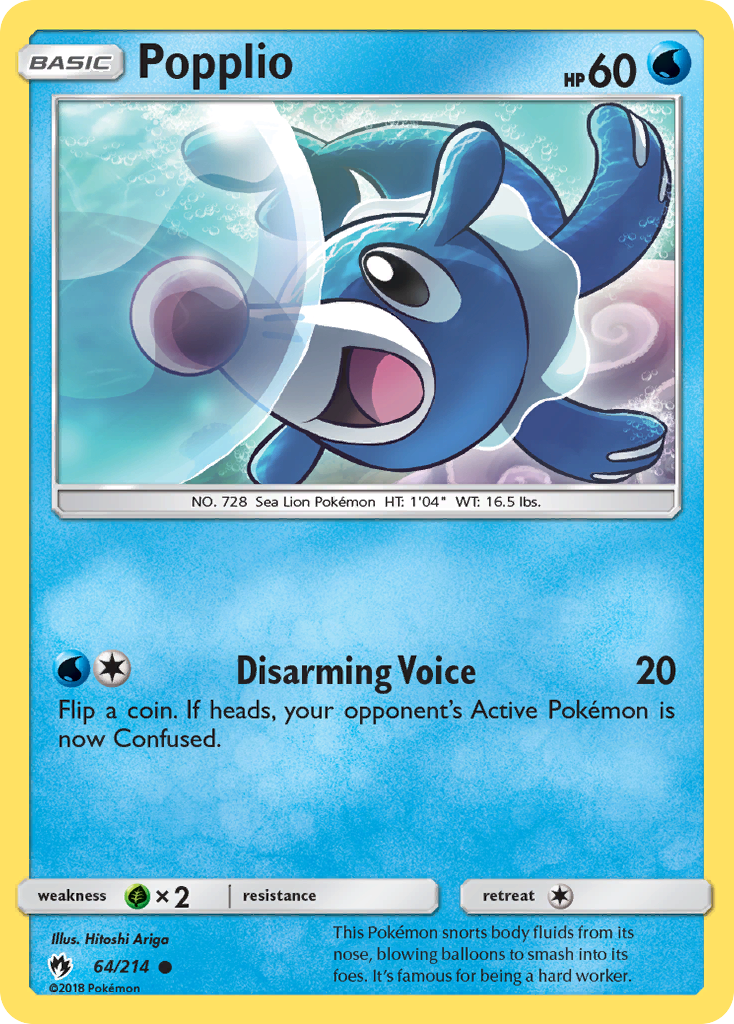 BASIC Popplio HP 60
NO. 728 Sea Lion Pokémon HT: 1'04" WT: 16.5 lbs.
Disarming Voice 20
Flip a coin. If heads, your opponent's Active Pokémon is
now Confused.
weakness ×2 resistance retreat
Illus. Hitoshi Ariga
64/214
©2018 Pokémon
This Pokémon snorts body fluids from its
nose, blowing balloons to smash into its
foes. It's famous for being a hard worker.